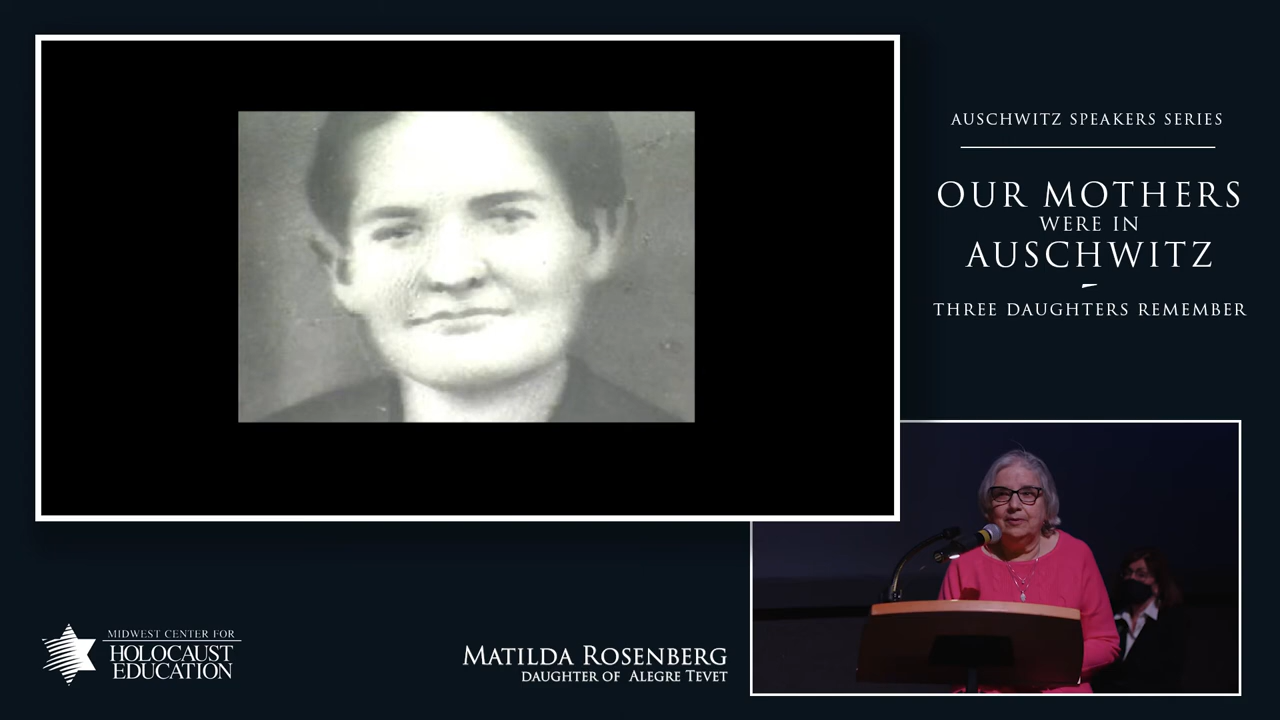 AUSCHWITZ SPEAKERS SERIES
OUR MOTHERS
WERE IN
AUSCHWITZ
THREE DAUGHTERS REMEMBER
MIDWEST CENTER FOR
HOLOCAUST
EDUCATION
MATILDA ROSENBERG
DAUGHTER OF ALEGRE TEVET